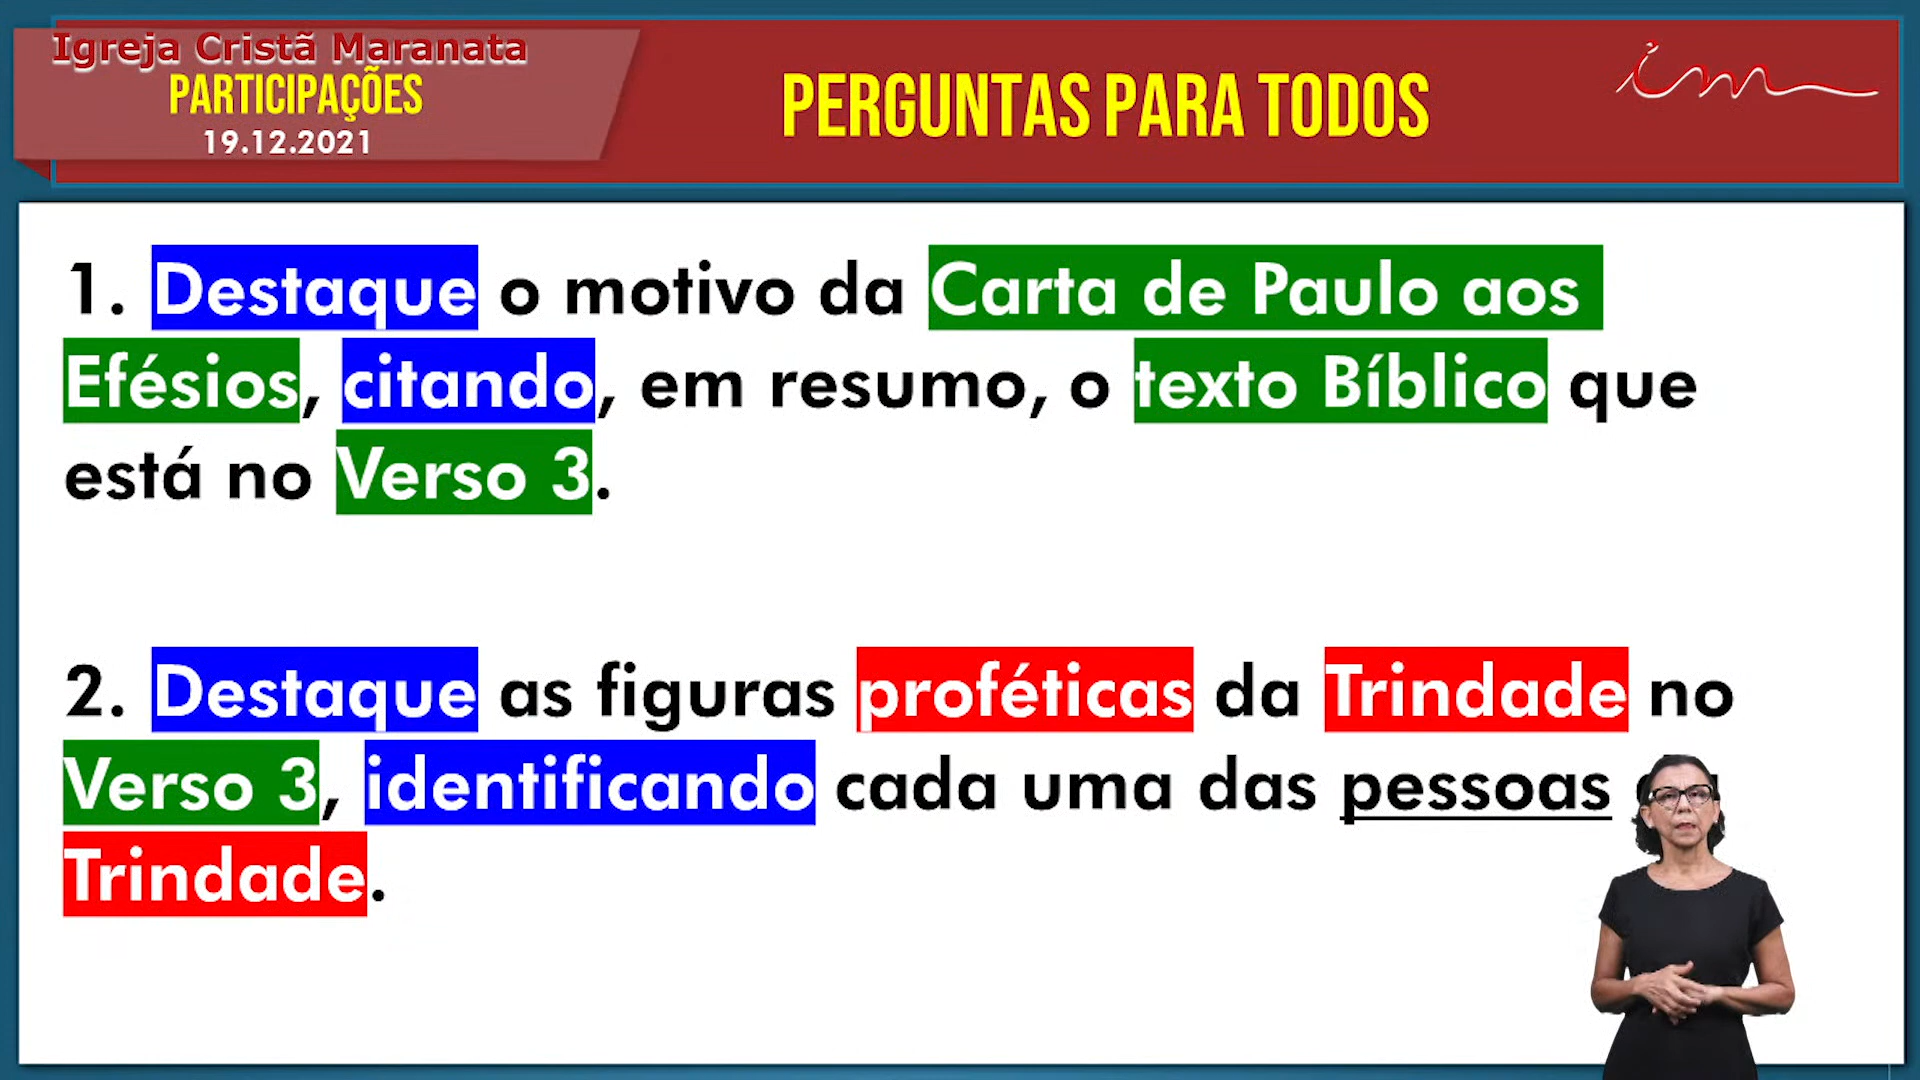 Igreja Cristã Maranata
PARTICIPAÇÕES
19.12.2021
PERGUNTAS PARA TODOS
im
1. Destaque o motivo da Carta de Paulo aos
Efésios, citando, em resumo, o texto Bíblico que
está no Verso 3.
2. Destaque as figuras proféticas da Trindade no
Verso 3, identificando cada uma das pessoas
Trindade.